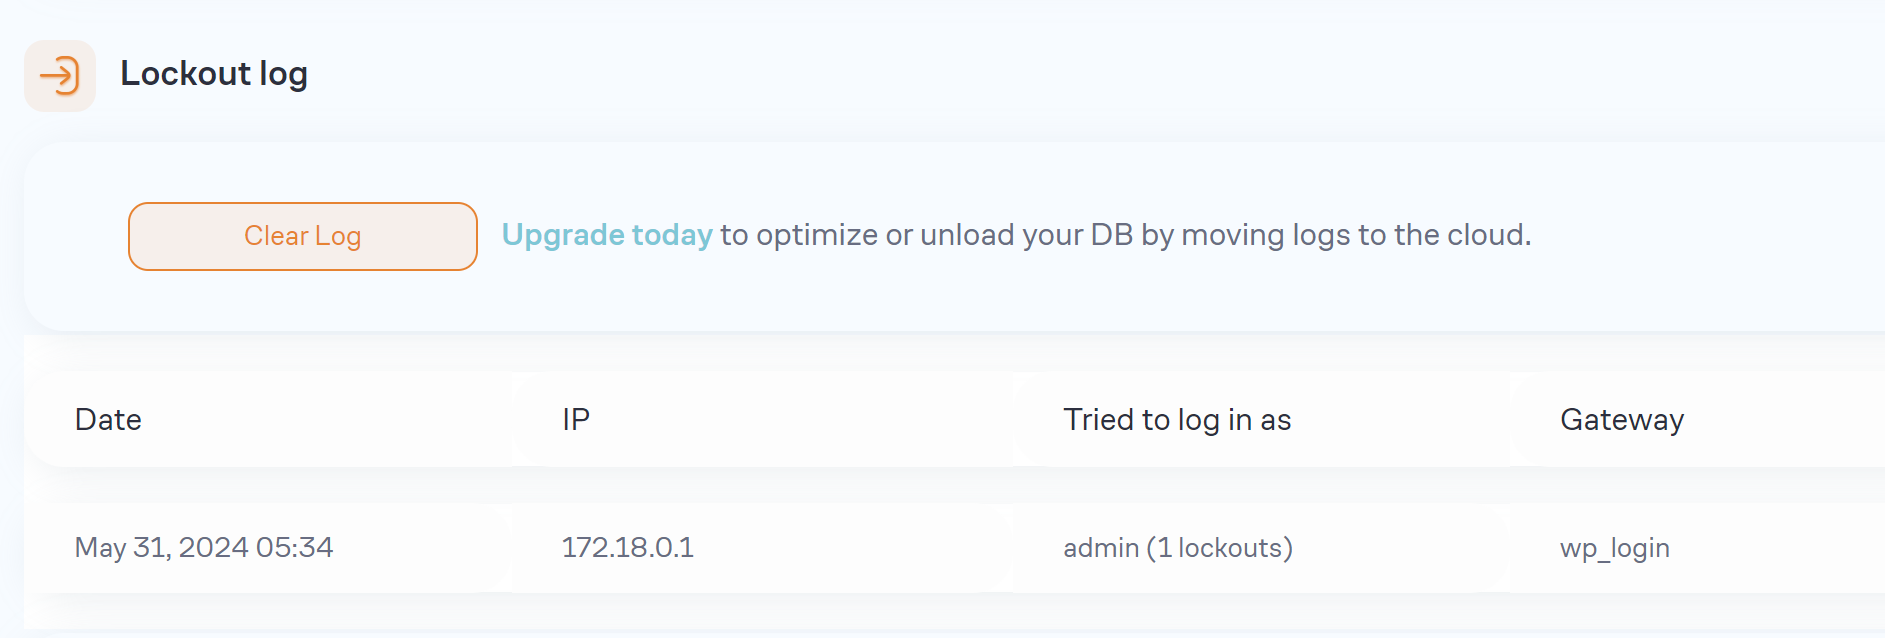 Lockout log
Clear Log
Upgrade today to optimize or unload your DB by moving logs to the cloud.
Date IP Tried to log in as Gateway
May 31, 2024 05:34 172.18.0.1 admin (1 lockouts) wp_login